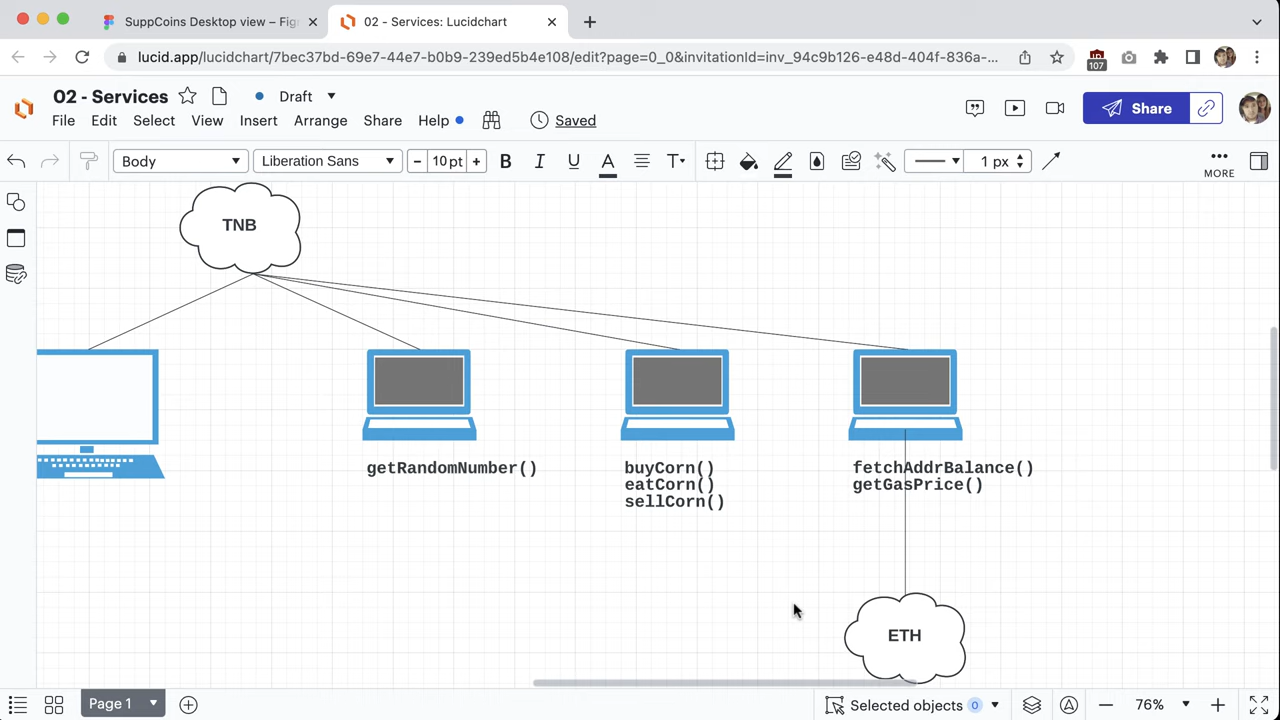 SuppCoins Desktop view – Fig
02 - Services: Lucidchart
lucid.app/lucidchart/7bec37bd-69e7-44e7-b0b9-239ed5b4e108/edit?page=0_0&invitationId=inv_94c9b126-e48d-404f-836a-...
107
02 - Services
Draft
File Edit Select View Insert Arrange Share Help
Saved
Share
Body
Liberation Sans
- 10 pt +
B I U A T
1 px
MORE
TNB
getRandomNumber()
buyCorn()
eatCorn()
sellCorn()
fetchAddrBalance()
getGasPrice()
ETH
Page 1
Selected objects 0
76%